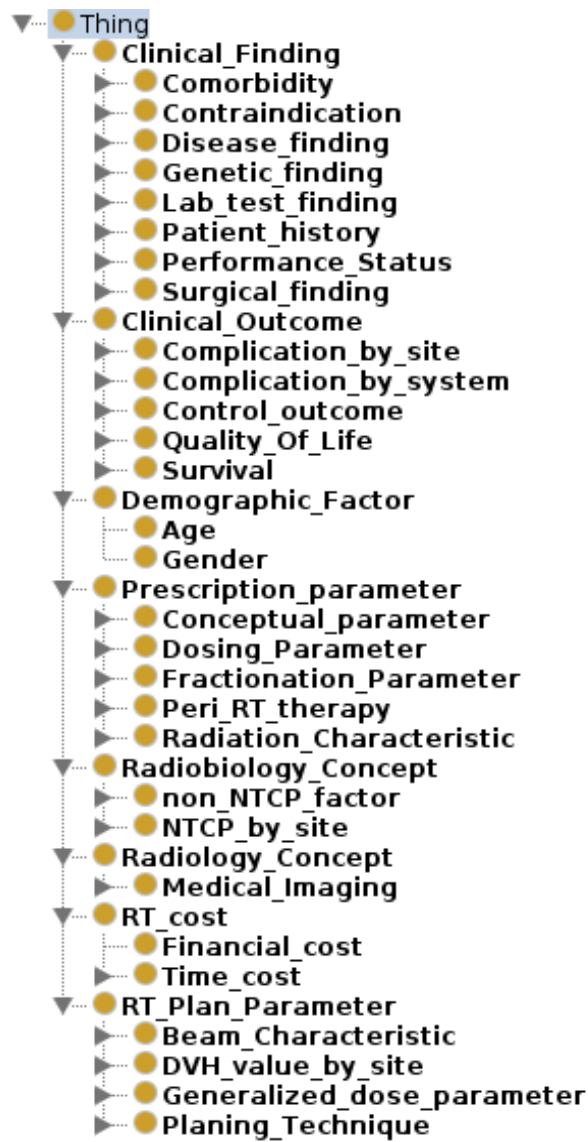 Thing
Clinical_Finding
Comorbidity
Contraindication
Disease_finding
Genetic_finding
Lab_test_finding
Patient_history
Performance_Status
Surgical_finding
Clinical_Outcome
Complication_by_site
Complication_by_system
Control_outcome
Quality_Of_Life
Survival
Demographic_Factor
Age
Gender
Prescription_parameter
Conceptual_parameter
Dosing_Parameter
Fractionation_Parameter
Peri_RT_therapy
Radiation_Characteristic
Radiobiology_Concept
non_NTCP_factor
NTCP_by_site
Radiology_Concept
Medical_Imaging
RT_cost
Financial_cost
Time_cost
RT_Plan_Parameter
Beam_Characteristic
DVH_value_by_site
Generalized_dose_parameter
Planing_Technique